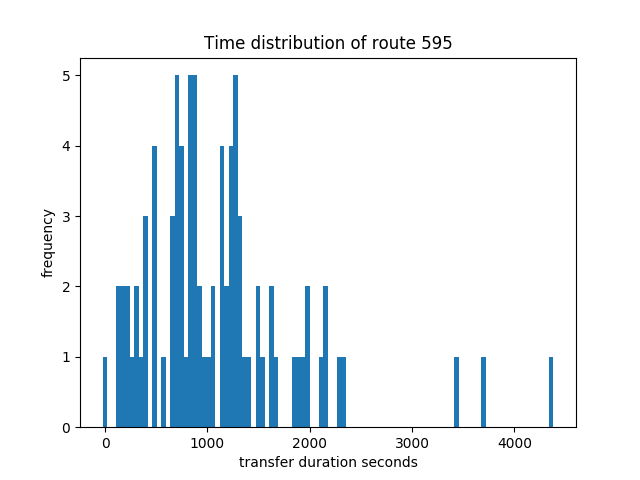 Time distribution of route 595
frequency
5
4
3
2
1
0
0 1000 2000 3000 4000
transfer duration seconds